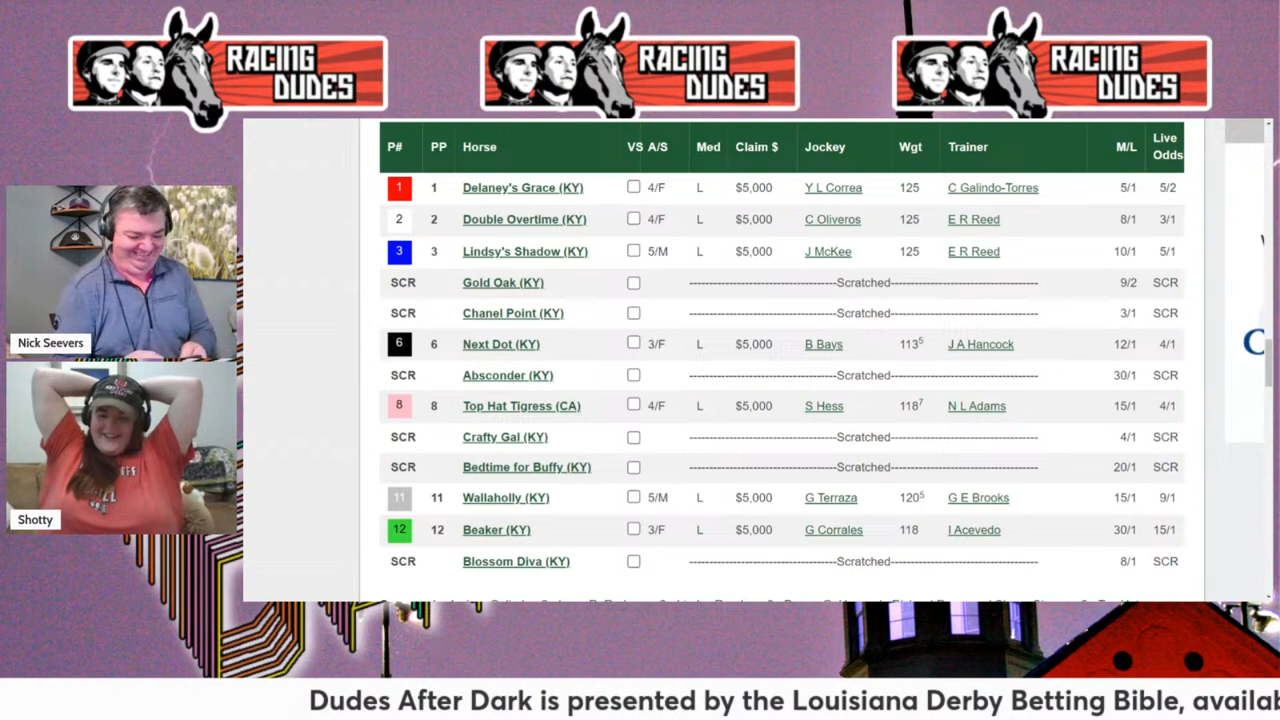 RACING DUDES
RACING DUDES
RACING DUDES
P# PP Horse VS A/S Med Claim $ Jockey Wgt Trainer M/L Live Odds
1 1 Delaney's Grace (KY) 4/F L $5,000 Y L Correa 125 C Galindo-Torres 5/1 5/2
2 2 Double Overtime (KY) 4/F L $5,000 C Oliveros 125 E R Reed 8/1 3/1
3 3 Lindsy's Shadow (KY) 5/M L $5,000 J McKee 125 E R Reed 10/1 5/1
SCR Gold Oak (KY) Scratched 9/2 SCR
SCR Chanel Point (KY) Scratched 3/1 SCR
6 6 Next Dot (KY) 3/F L $5,000 B Bays 113⁵ J A Hancock 12/1 4/1
SCR Absconder (KY) Scratched 30/1 SCR
8 8 Top Hat Tigress (CA) 4/F L $5,000 S Hess 118⁷ N L Adams 15/1 4/1
SCR Crafty Gal (KY) Scratched 4/1 SCR
SCR Bedtime for Buffy (KY) Scratched 20/1 SCR
11 11 Wallaholly (KY) 5/M L $5,000 G Terraza 120⁵ G E Brooks 15/1 9/1
12 12 Beaker (KY) 3/F L $5,000 G Corrales 118 I Acevedo 30/1 15/1
SCR Blossom Diva (KY) Scratched 8/1 SCR
Nick Seevers
Shotty
Dudes After Dark is presented by the Louisiana Derby Betting Bible, availa